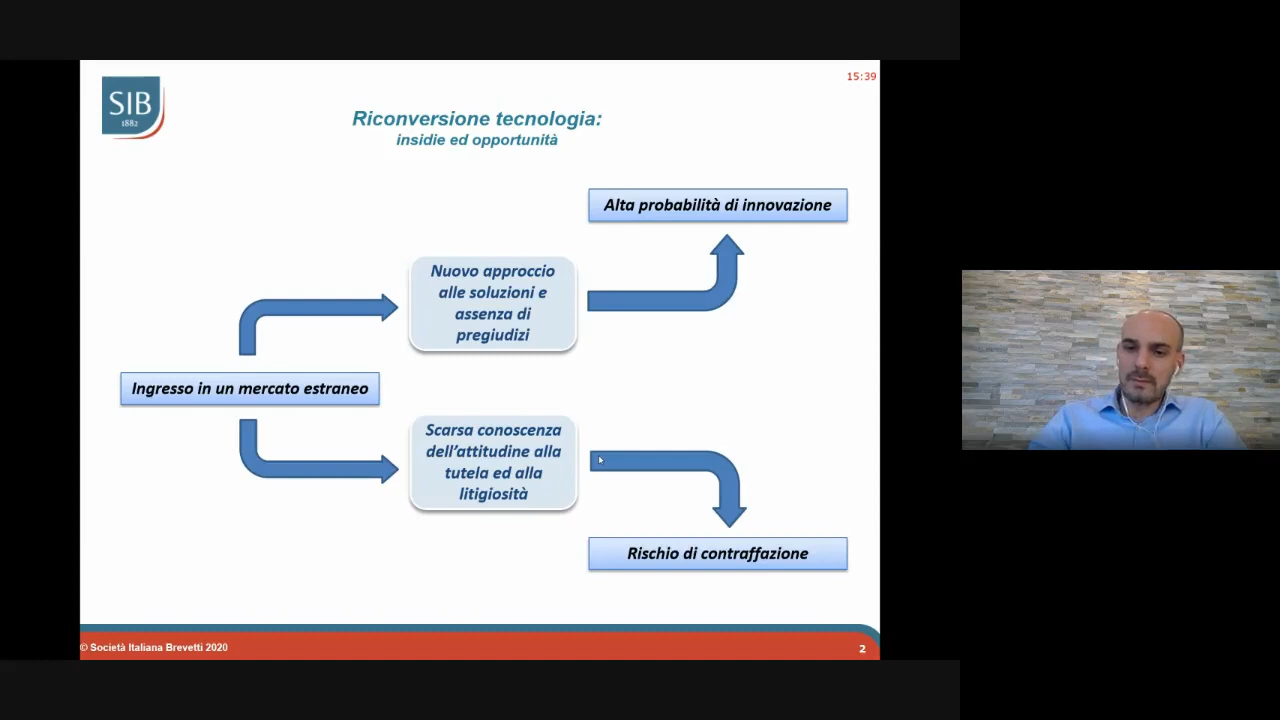 SIB
1882
15:39
Riconversione tecnologia:
insidie ed opportunità
Alta probabilità di innovazione
Nuovo approccio
alle soluzioni e
assenza di
pregiudizi
Ingresso in un mercato estraneo
Scarsa conoscenza
dell'attitudine alla
tutela ed alla
litigiosità
Rischio di contraffazione
© Società Italiana Brevetti 2020
2